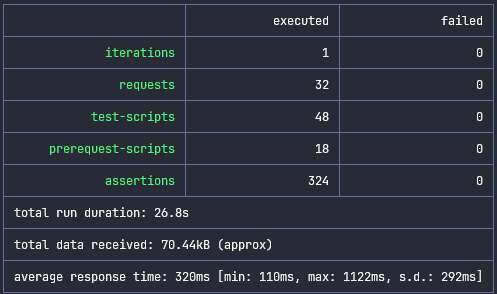 executed failed
iterations 1 0
requests 32 0
test-scripts 48 0
prerequest-scripts 18 0
assertions 324 0
total run duration: 26.8s
total data received: 70.44kB (approx)
average response time: 320ms [min: 110ms, max: 1122ms, s.d.: 292ms]